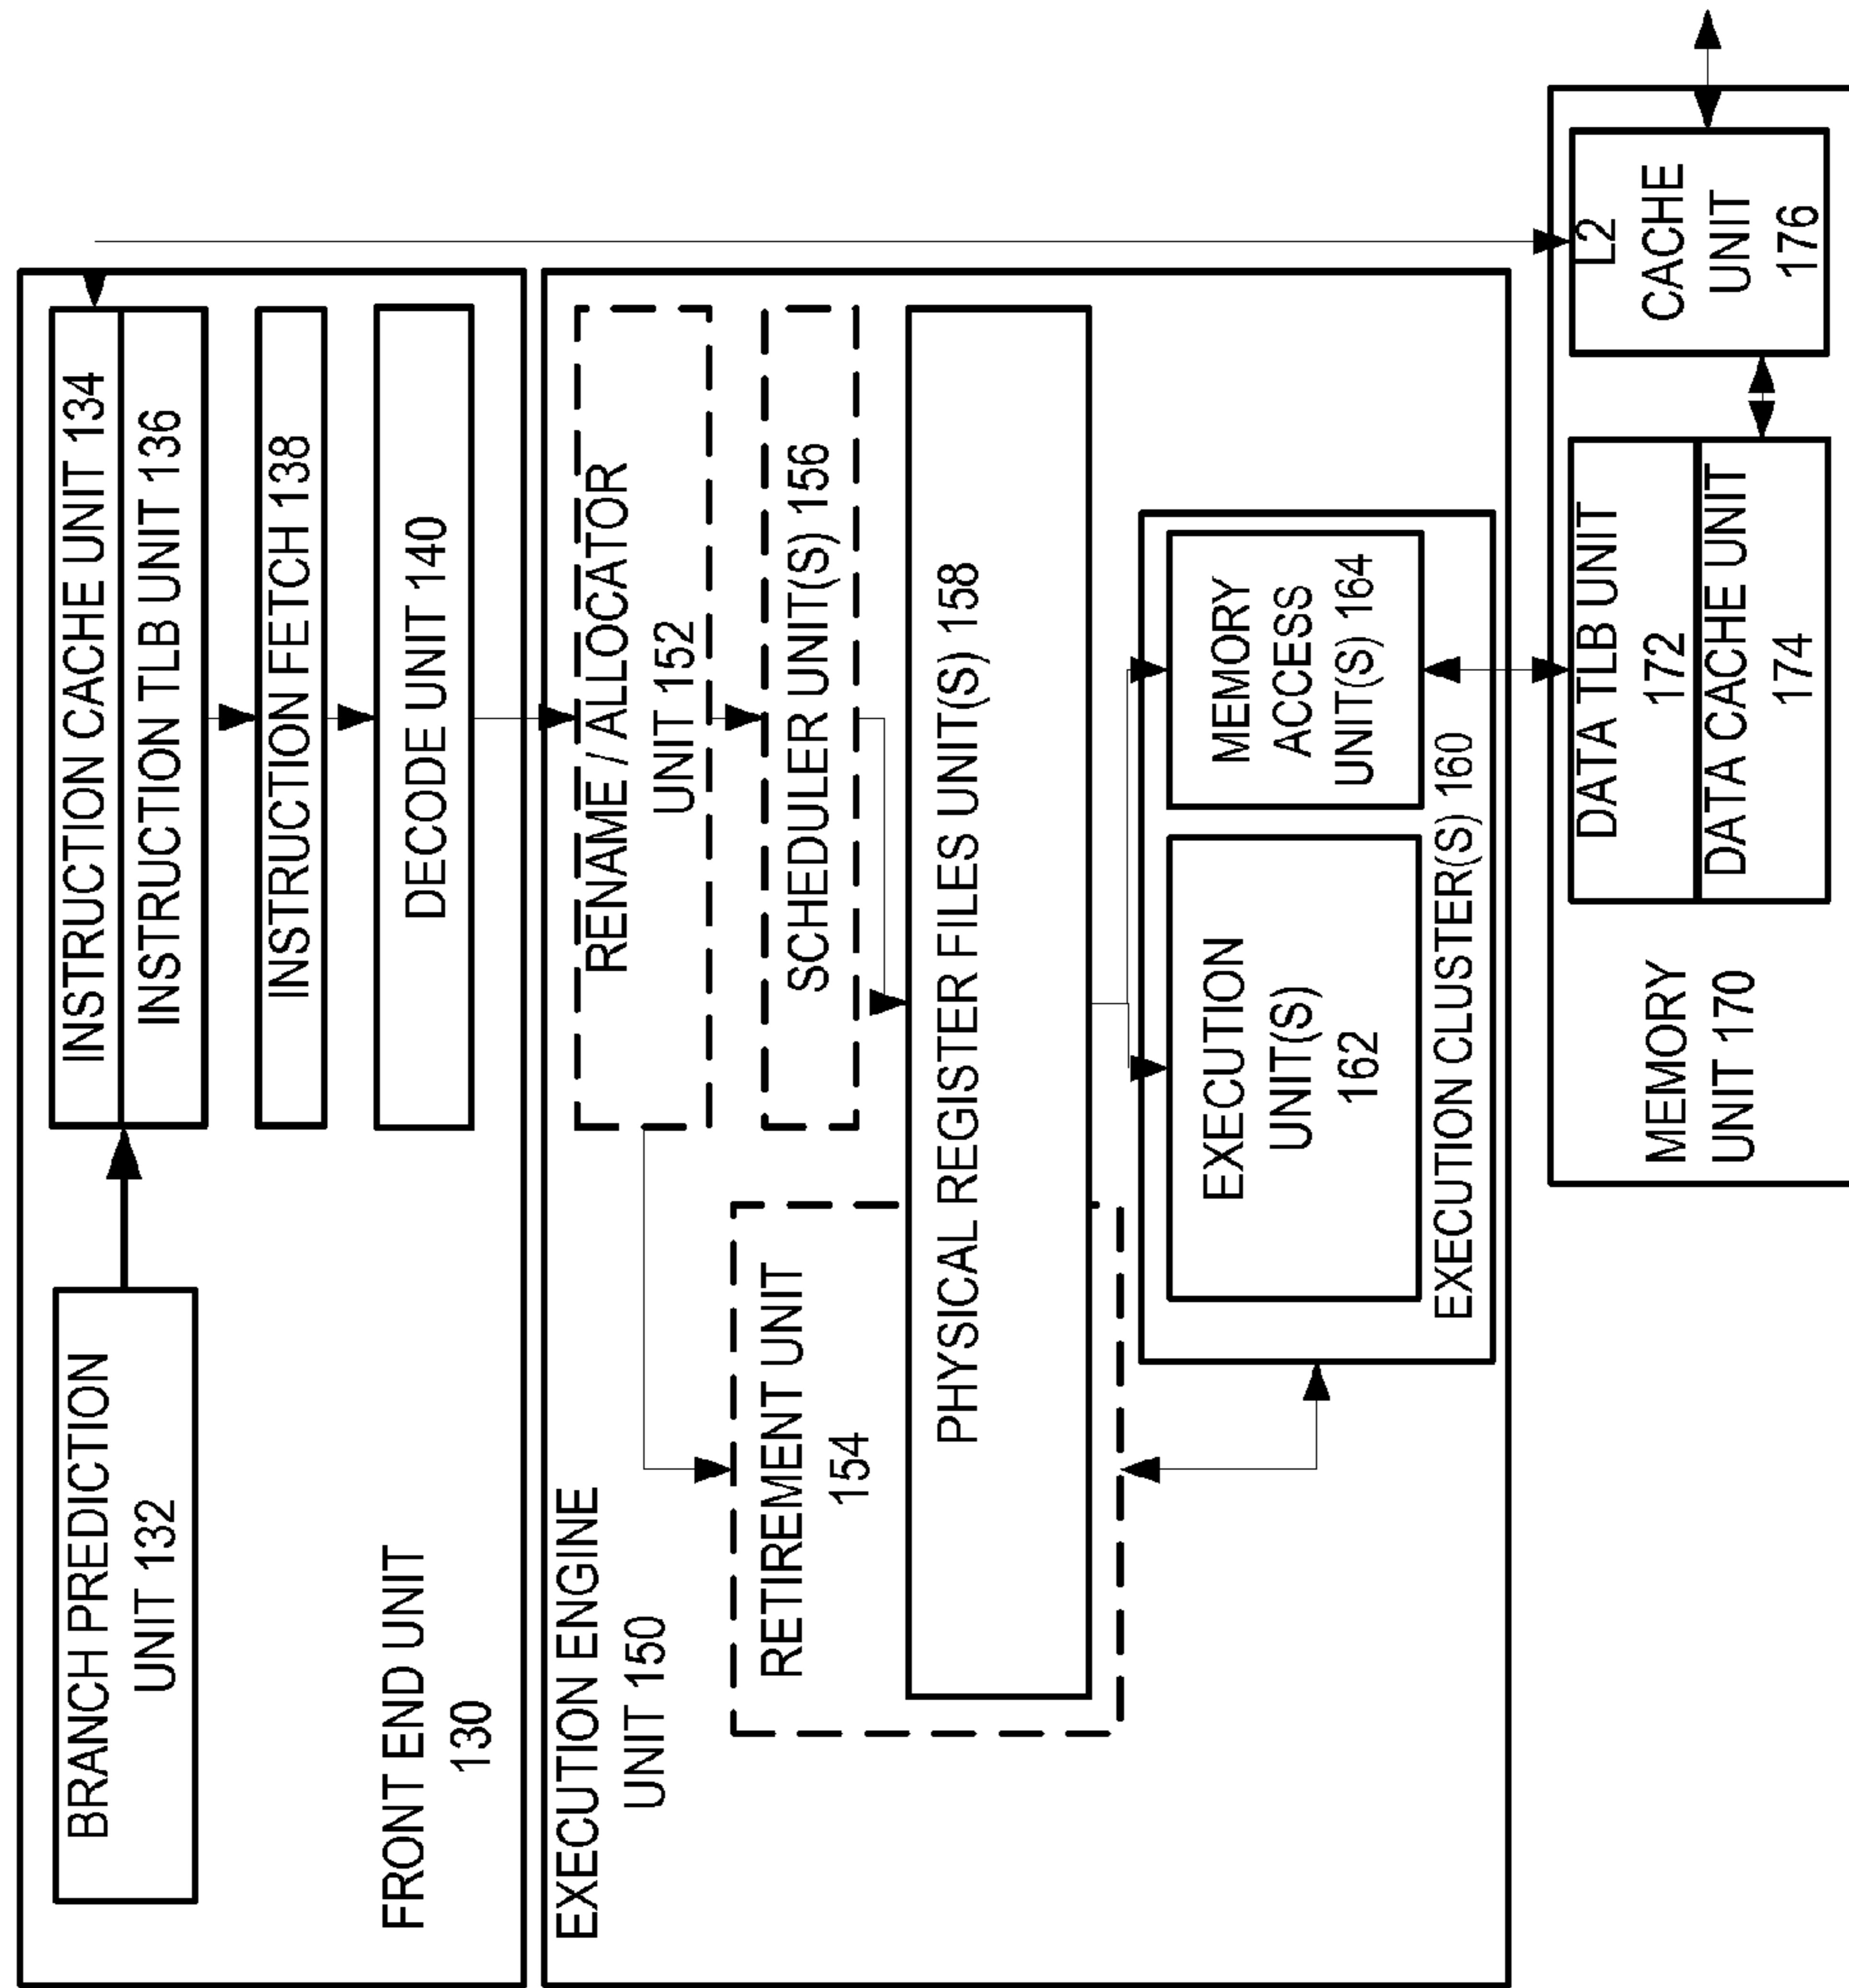 BRANCH PREDICTION
UNIT 132
INSTRUCTION CACHE UNIT 134
INSTRUCTION TLB UNIT 136
INSTRUCTION FETCH 138
DECODE UNIT 140
FRONT END UNIT
130
EXECUTION ENGINE
UNIT 150
RENAME / ALLOCATOR
UNIT 152
RETIREMENT UNIT
154
SCHEDULER UNIT(S) 156
PHYSICAL REGISTER FILES UNIT(S) 158
EXECUTION
UNIT(S)
162
MEMORY
ACCESS
UNIT(S) 164
EXECUTION CLUSTER(S) 160
MEMORY
UNIT 170
DATA TLB UNIT
172
DATA CACHE UNIT
174
L2
CACHE
UNIT
176